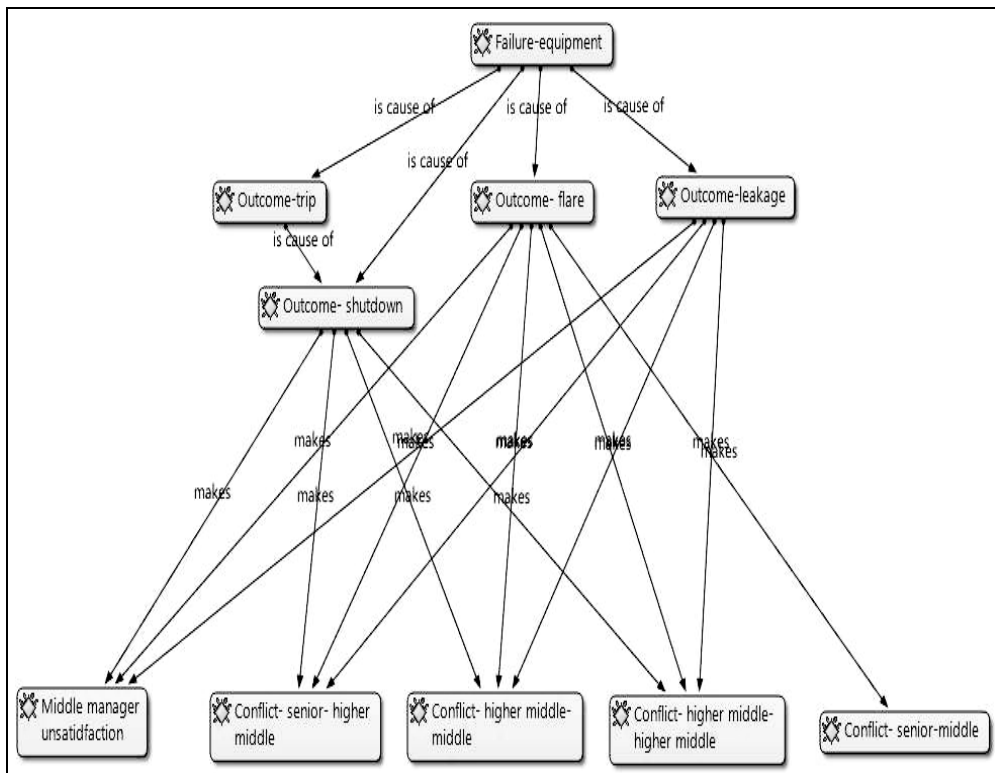 Failure-equipment
is cause of
is cause of
is cause of
is cause of
Outcome-trip
Outcome- flare
Outcome-leakage
is cause of
Outcome- shutdown
makes
makes
makes
makes
makes
makes
makes
makes
makes
makes
makes
makes
makes
Middle manager
unsatidfaction
Conflict- senior- higher
middle
Conflict- higher middle-
middle
Conflict- higher middle-
higher middle
Conflict- senior-middle